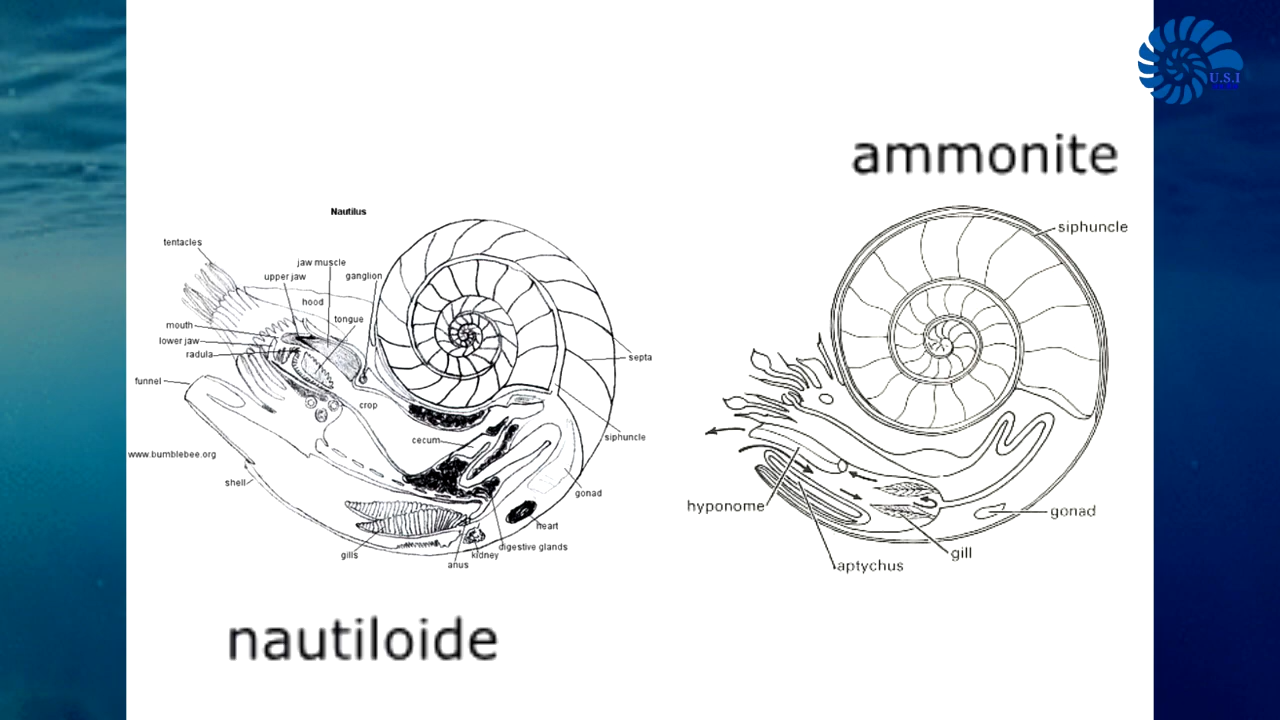 U.S.I
ammonite
Nautilus
tentacles
jaw muscle
upper jaw
ganglion
hood
tongue
mouth
lower jaw
radula
funnel
crop
septa
cecum
siphuncle
www.bumblebee.org
shell
gonad
heart
digestive glands
gills
kidney
anus
siphuncle
hyponome
gonad
gill
aptychus
nautiloide